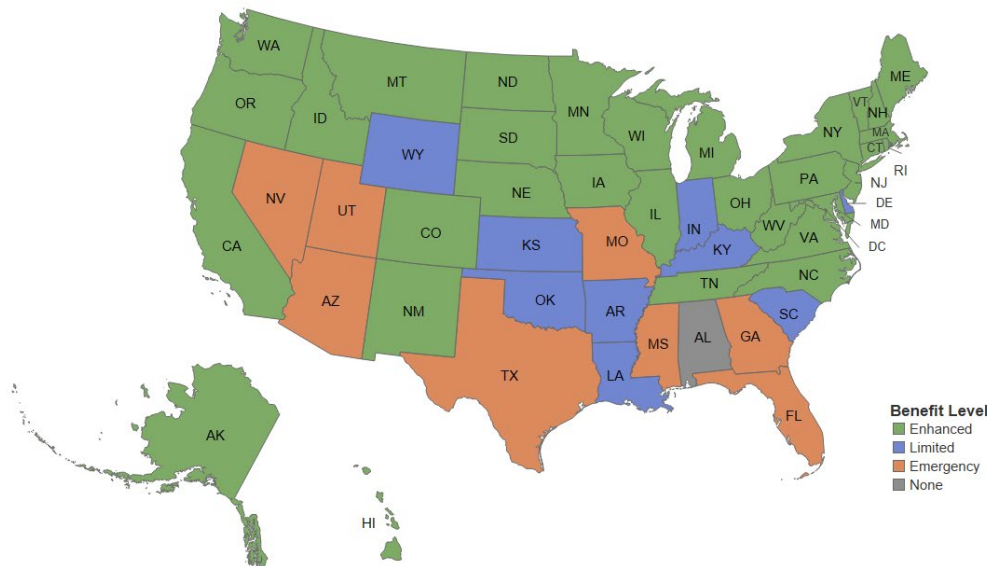 WA
MT
ND
MN
OR
ID
SD
WI
MI
NY
VT
NH
ME
MA
CT
RI
WY
NE
IA
PA
NJ
NV
UT
CO
IL
IN
OH
WV
VA
DE
MD
DC
CA
KS
MO
KY
AZ
NM
OK
AR
TN
NC
TX
LA
MS
AL
GA
SC
FL
AK
HI
Benefit Level
Enhanced
Limited
Emergency
None